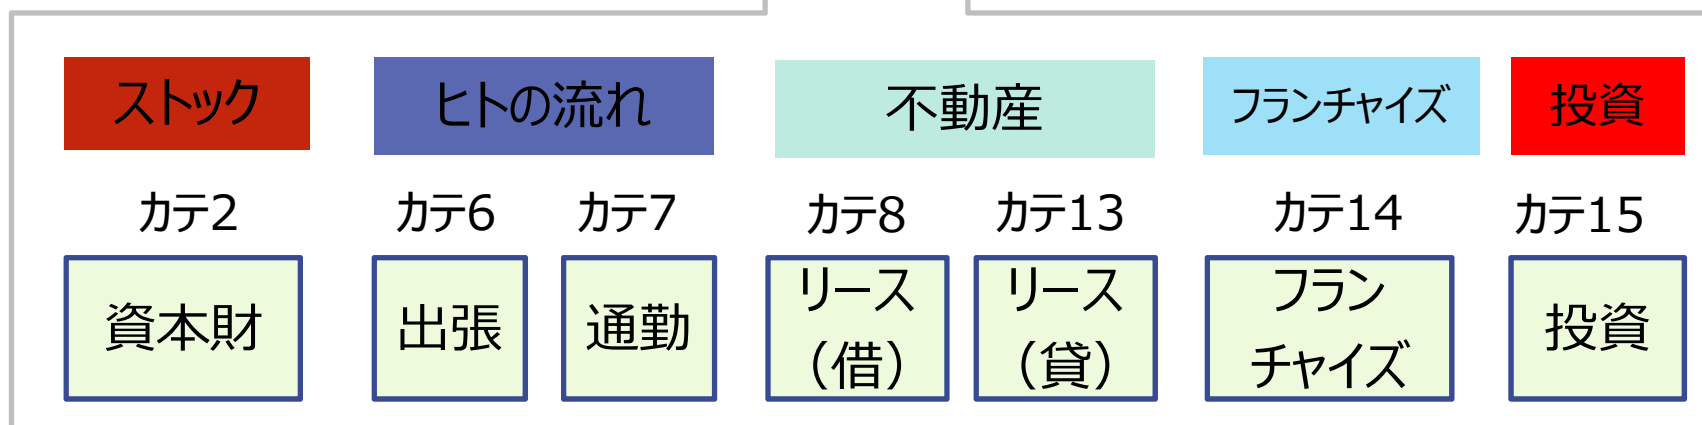 ストック
ヒトの流れ
不動産
フランチャイズ
投資
カテ2
カテ6
カテ7
カテ8
カテ13
カテ14
カテ15
資本財
出張
通勤
リース
（借）
リース
（貸）
フラン
チャイズ
投資